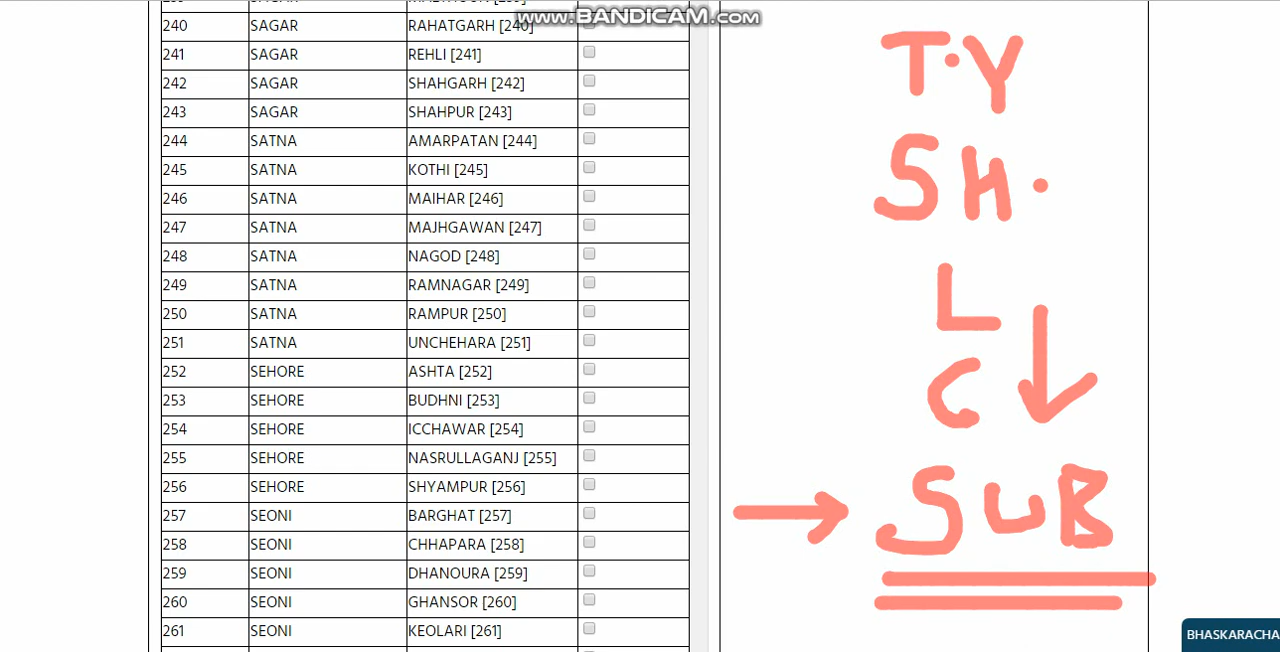 www.BANDICAM.com
240 SAGAR RAHATGARH [240]
241 SAGAR REHLI [241]
242 SAGAR SHAHGARH [242]
243 SAGAR SHAHPUR [243]
244 SATNA AMARPATAN [244]
245 SATNA KOTHI [245]
246 SATNA MAIHAR [246]
247 SATNA MAJHGAWAN [247]
248 SATNA NAGOD [248]
249 SATNA RAMNAGAR [249]
250 SATNA RAMPUR [250]
251 SATNA UNCHEHARA [251]
252 SEHORE ASHTA [252]
253 SEHORE BUDHNI [253]
254 SEHORE ICCHAWAR [254]
255 SEHORE NASRULLAGANJ [255]
256 SEHORE SHYAMPUR [256]
257 SEONI BARGHAT [257]
258 SEONI CHHAPARA [258]
259 SEONI DHANOURA [259]
260 SEONI GHANSOR [260]
261 SEONI KEOLARI [261]
T.Y
SH.
L
C
SUB
BHASKARACHA